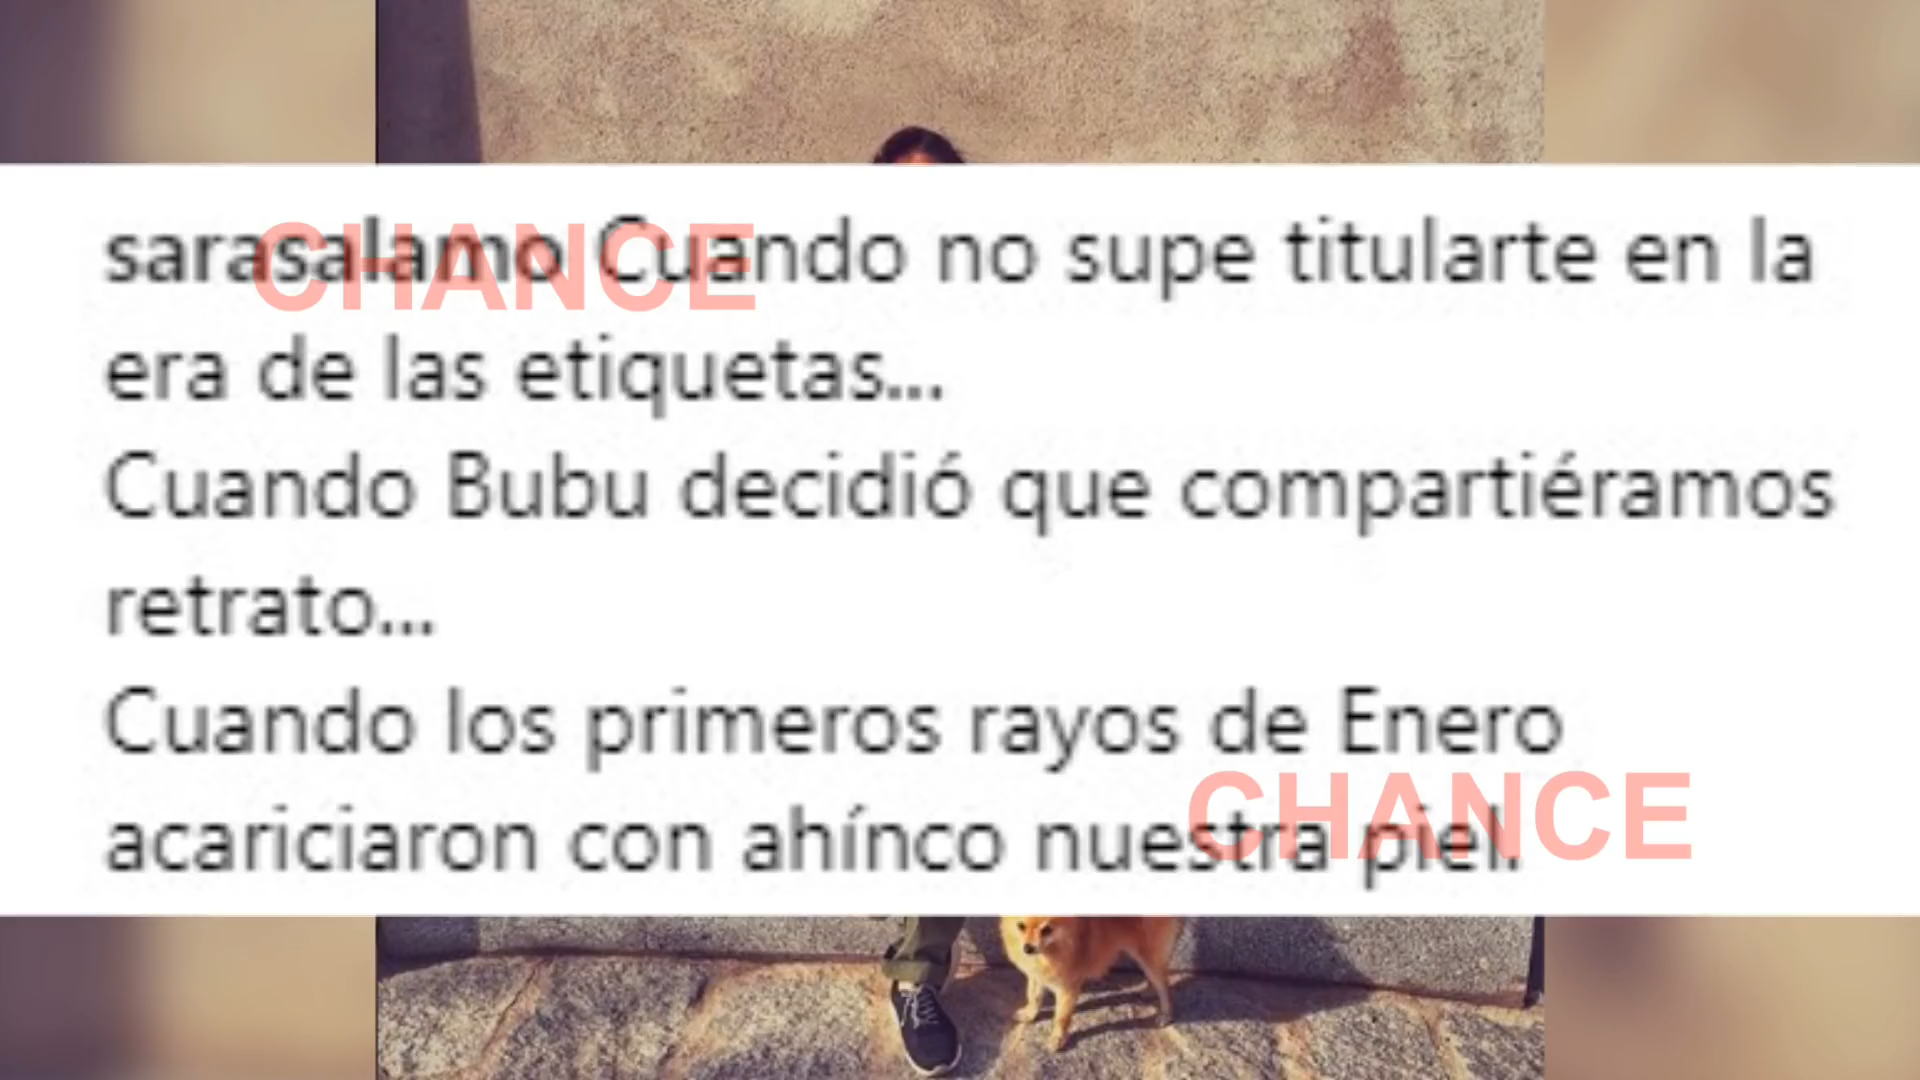 sarasalamo Cuando no supe titularte en la
era de las etiquetas...
Cuando Bubu decidió que compartiéramos
retrato...
Cuando los primeros rayos de Enero
acariciaron con ahínco nuestra piel.
CHANCE
CHANCE